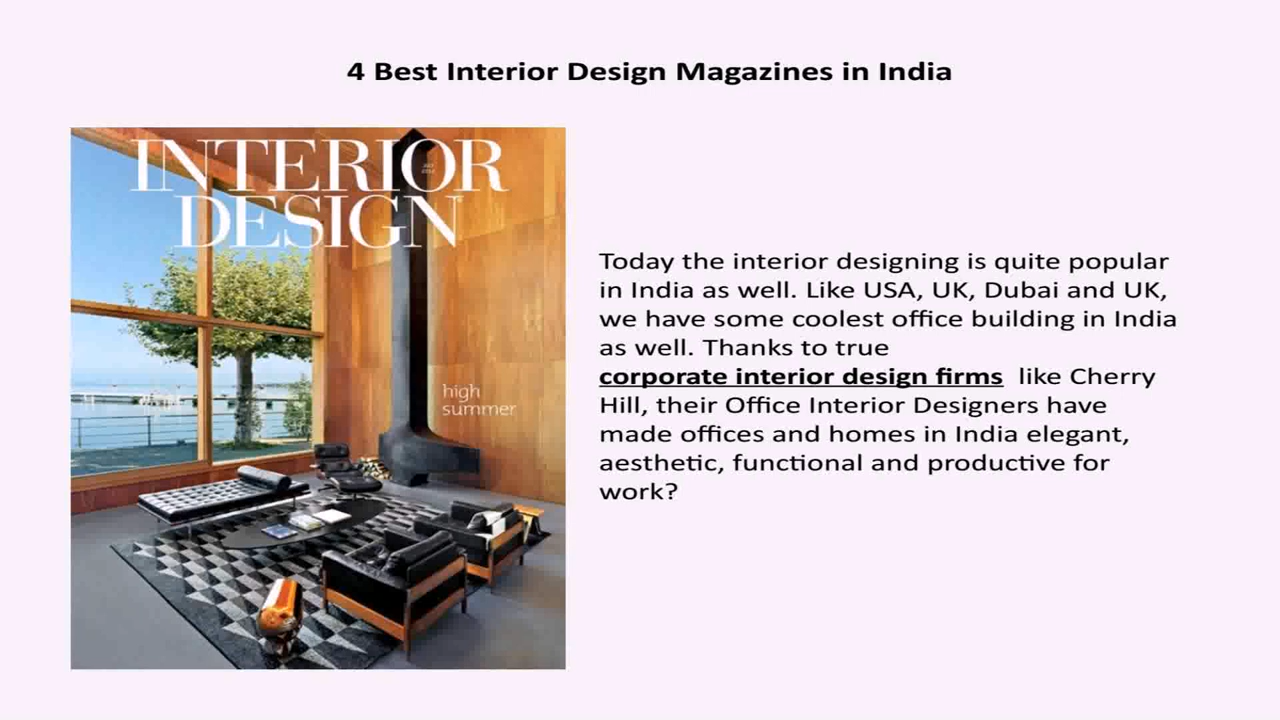 4 Best Interior Design Magazines in India
INTERIOR
DESIGN
high
summer
Today the interior designing is quite popular
in India as well. Like USA, UK, Dubai and UK,
we have some coolest office building in India
as well. Thanks to true
corporate interior design firms like Cherry
Hill, their Office Interior Designers have
made offices and homes in India elegant,
aesthetic, functional and productive for
work?